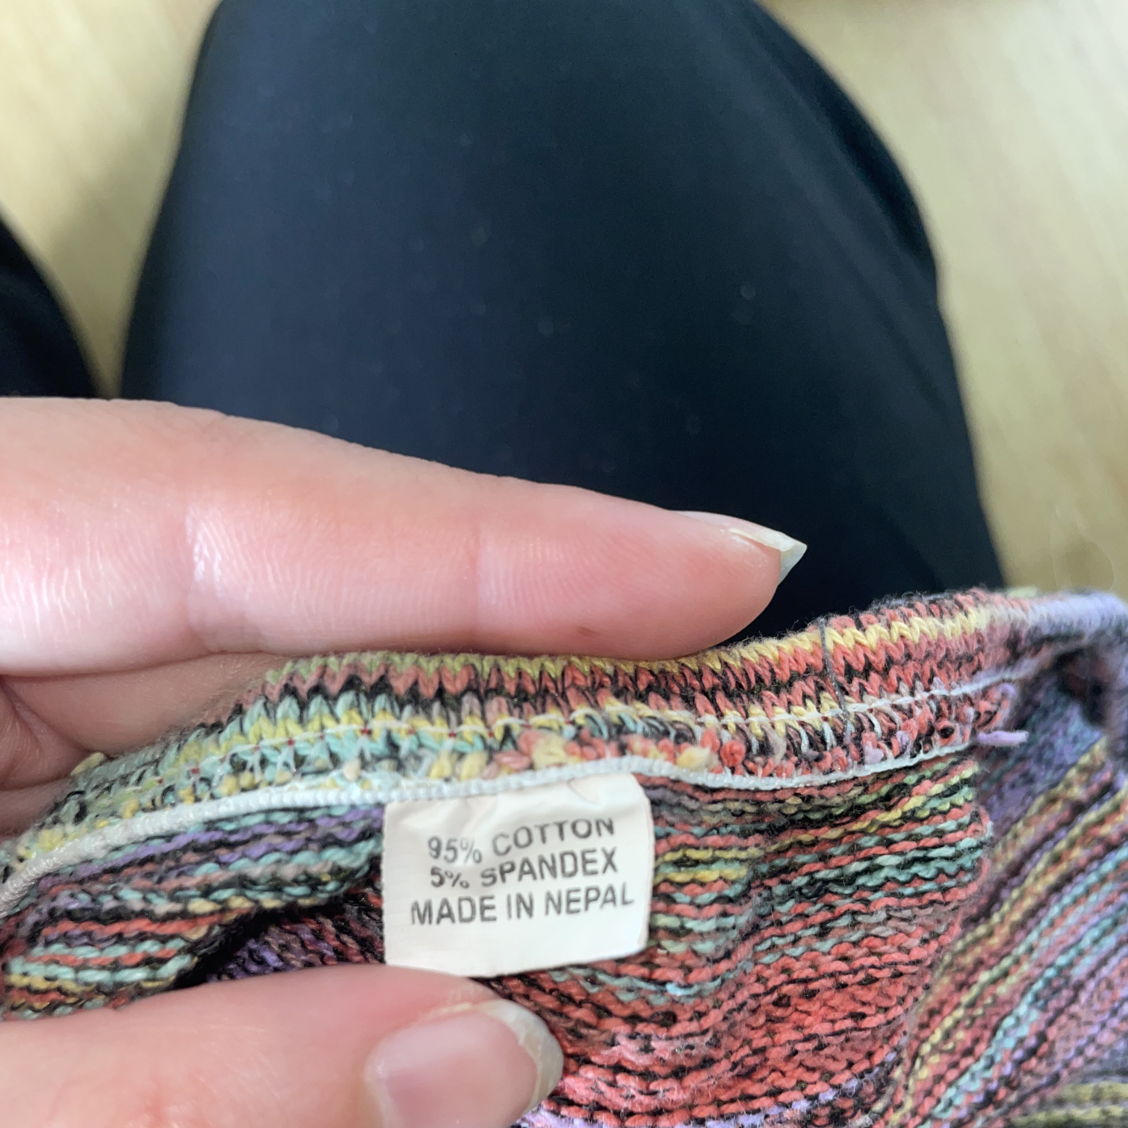 95% COTTON
5% SPANDEX
MADE IN NEPAL